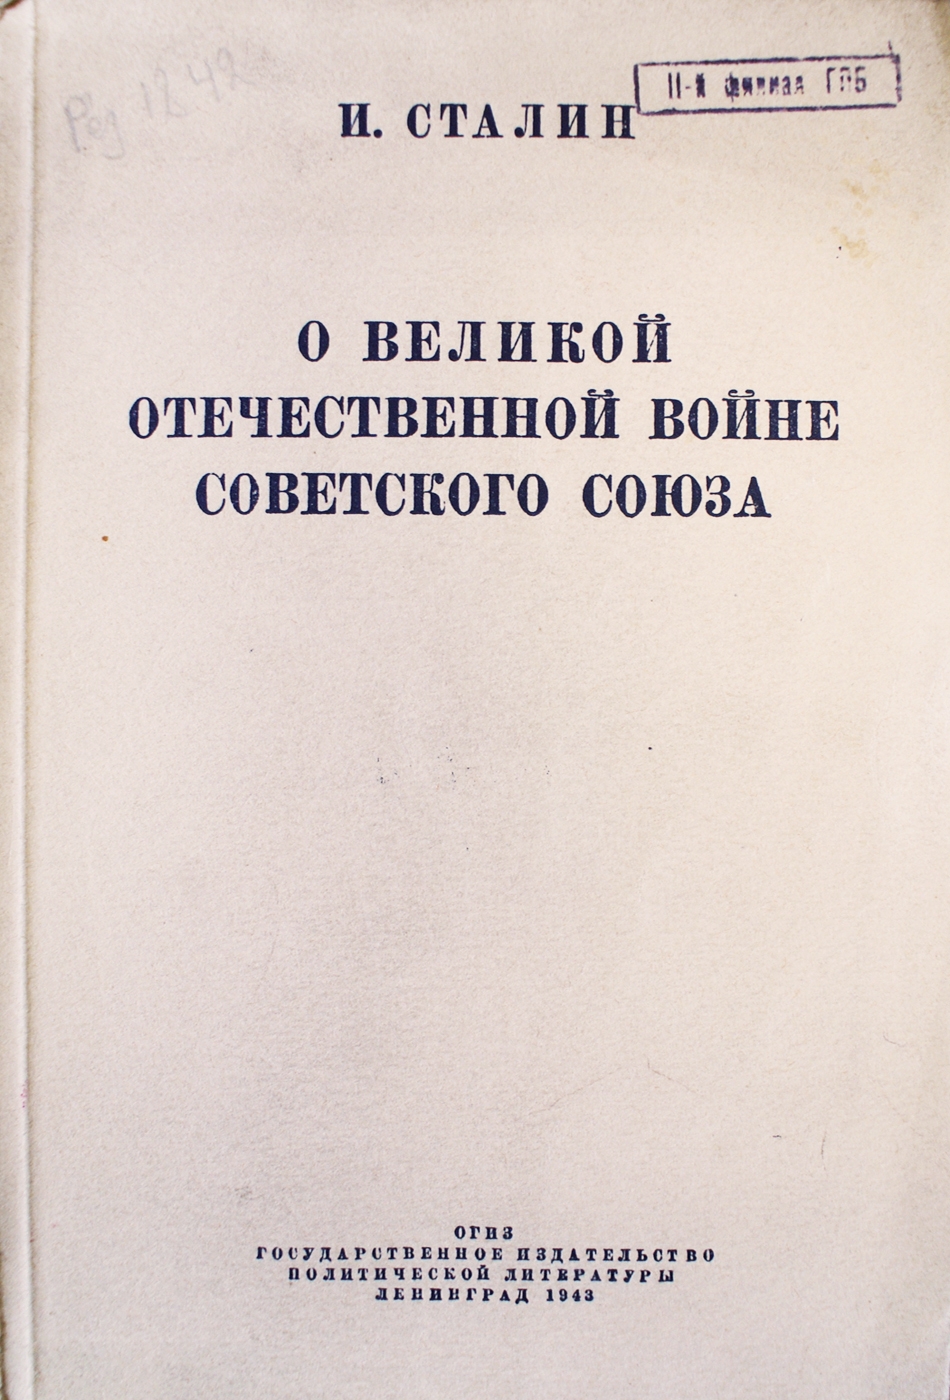 II-й филиал ГПБ
И. СТАЛИН
О ВЕЛИКОЙ
ОТЕЧЕСТВЕННОЙ ВОЙНЕ
СОВЕТСКОГО СОЮЗА
ОГИЗ
ГОСУДАРСТВЕННОЕ ИЗДАТЕЛЬСТВО
ПОЛИТИЧЕСКОЙ ЛИТЕРАТУРЫ
ЛЕНИНГРАД 1943